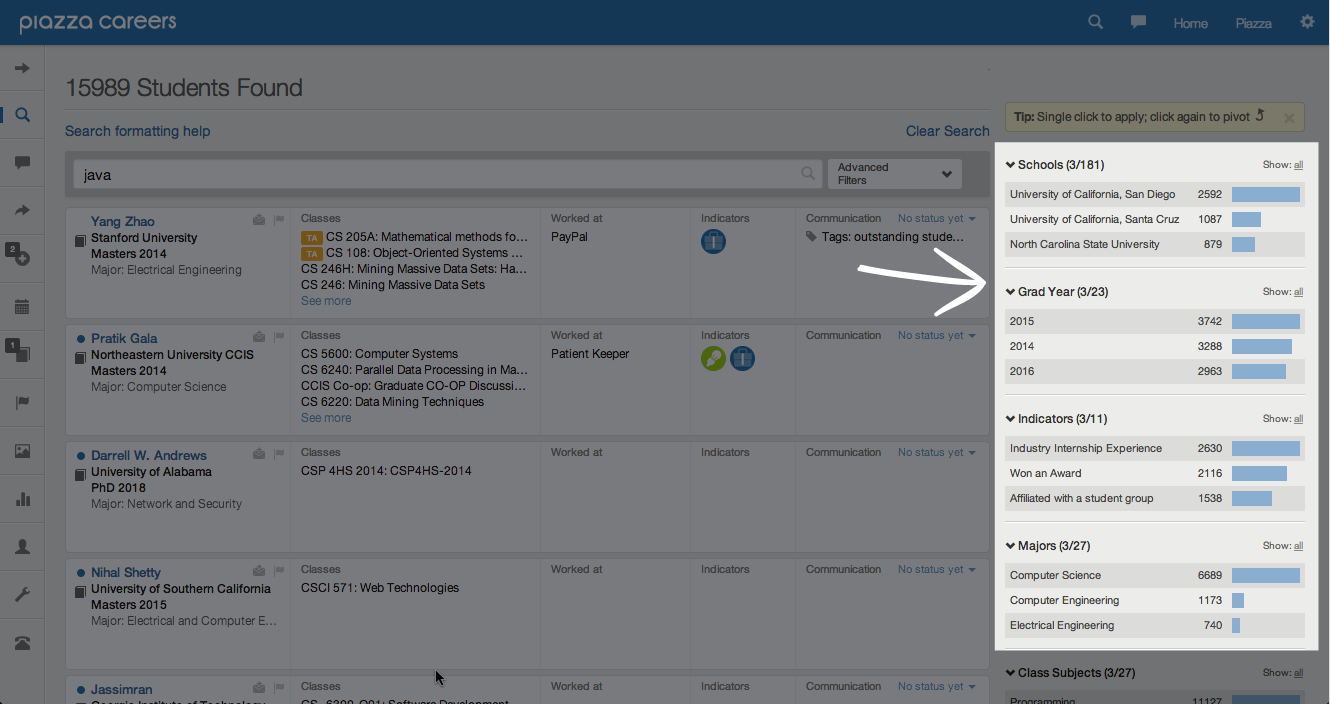 piazza careers
Home
Piazza
15989 Students Found
Search formatting help
Clear Search
java
Advanced
Filters
Yang Zhao
Stanford University
Masters 2014
Major: Electrical Engineering
Classes
TA CS 205A: Mathematical methods fo...
TA CS 108: Object-Oriented Systems ...
CS 246H: Mining Massive Data Sets: Ha...
CS 246: Mining Massive Data Sets
See more
Worked at
PayPal
Indicators
Communication
No status yet
Tags: outstanding stude...
2
1
Pratik Gala
Northeastern University CCIS
Masters 2014
Major: Computer Science
Classes
CS 5600: Computer Systems
CS 6240: Parallel Data Processing in Ma...
CCIS Co-op: Graduate CO-OP Discussi...
CS 6220: Data Mining Techniques
See more
Worked at
Patient Keeper
Indicators
Communication
No status yet
Darrell W. Andrews
University of Alabama
PhD 2018
Major: Network and Security
Classes
CSP 4HS 2014: CSP4HS-2014
Worked at
Indicators
Communication
No status yet
Nihal Shetty
University of Southern California
Masters 2015
Major: Electrical and Computer E...
Classes
CSCI 571: Web Technologies
Worked at
Indicators
Communication
No status yet
Jassimran
Georgia Institute of Technology
Classes
CS -6300-O01: Software Development
Worked at
Indicators
Communication
No status yet
Tip: Single click to apply; click again to pivot
Schools (3/181)
Show: all
University of California, San Diego 2592
University of California, Santa Cruz 1087
North Carolina State University 879
Grad Year (3/23)
Show: all
2015 3742
2014 3288
2016 2963
Indicators (3/11)
Show: all
Industry Internship Experience 2630
Won an Award 2116
Affiliated with a student group 1538
Majors (3/27)
Show: all
Computer Science 6689
Computer Engineering 1173
Electrical Engineering 740
Class Subjects (3/27)
Show: all
Programming 11127